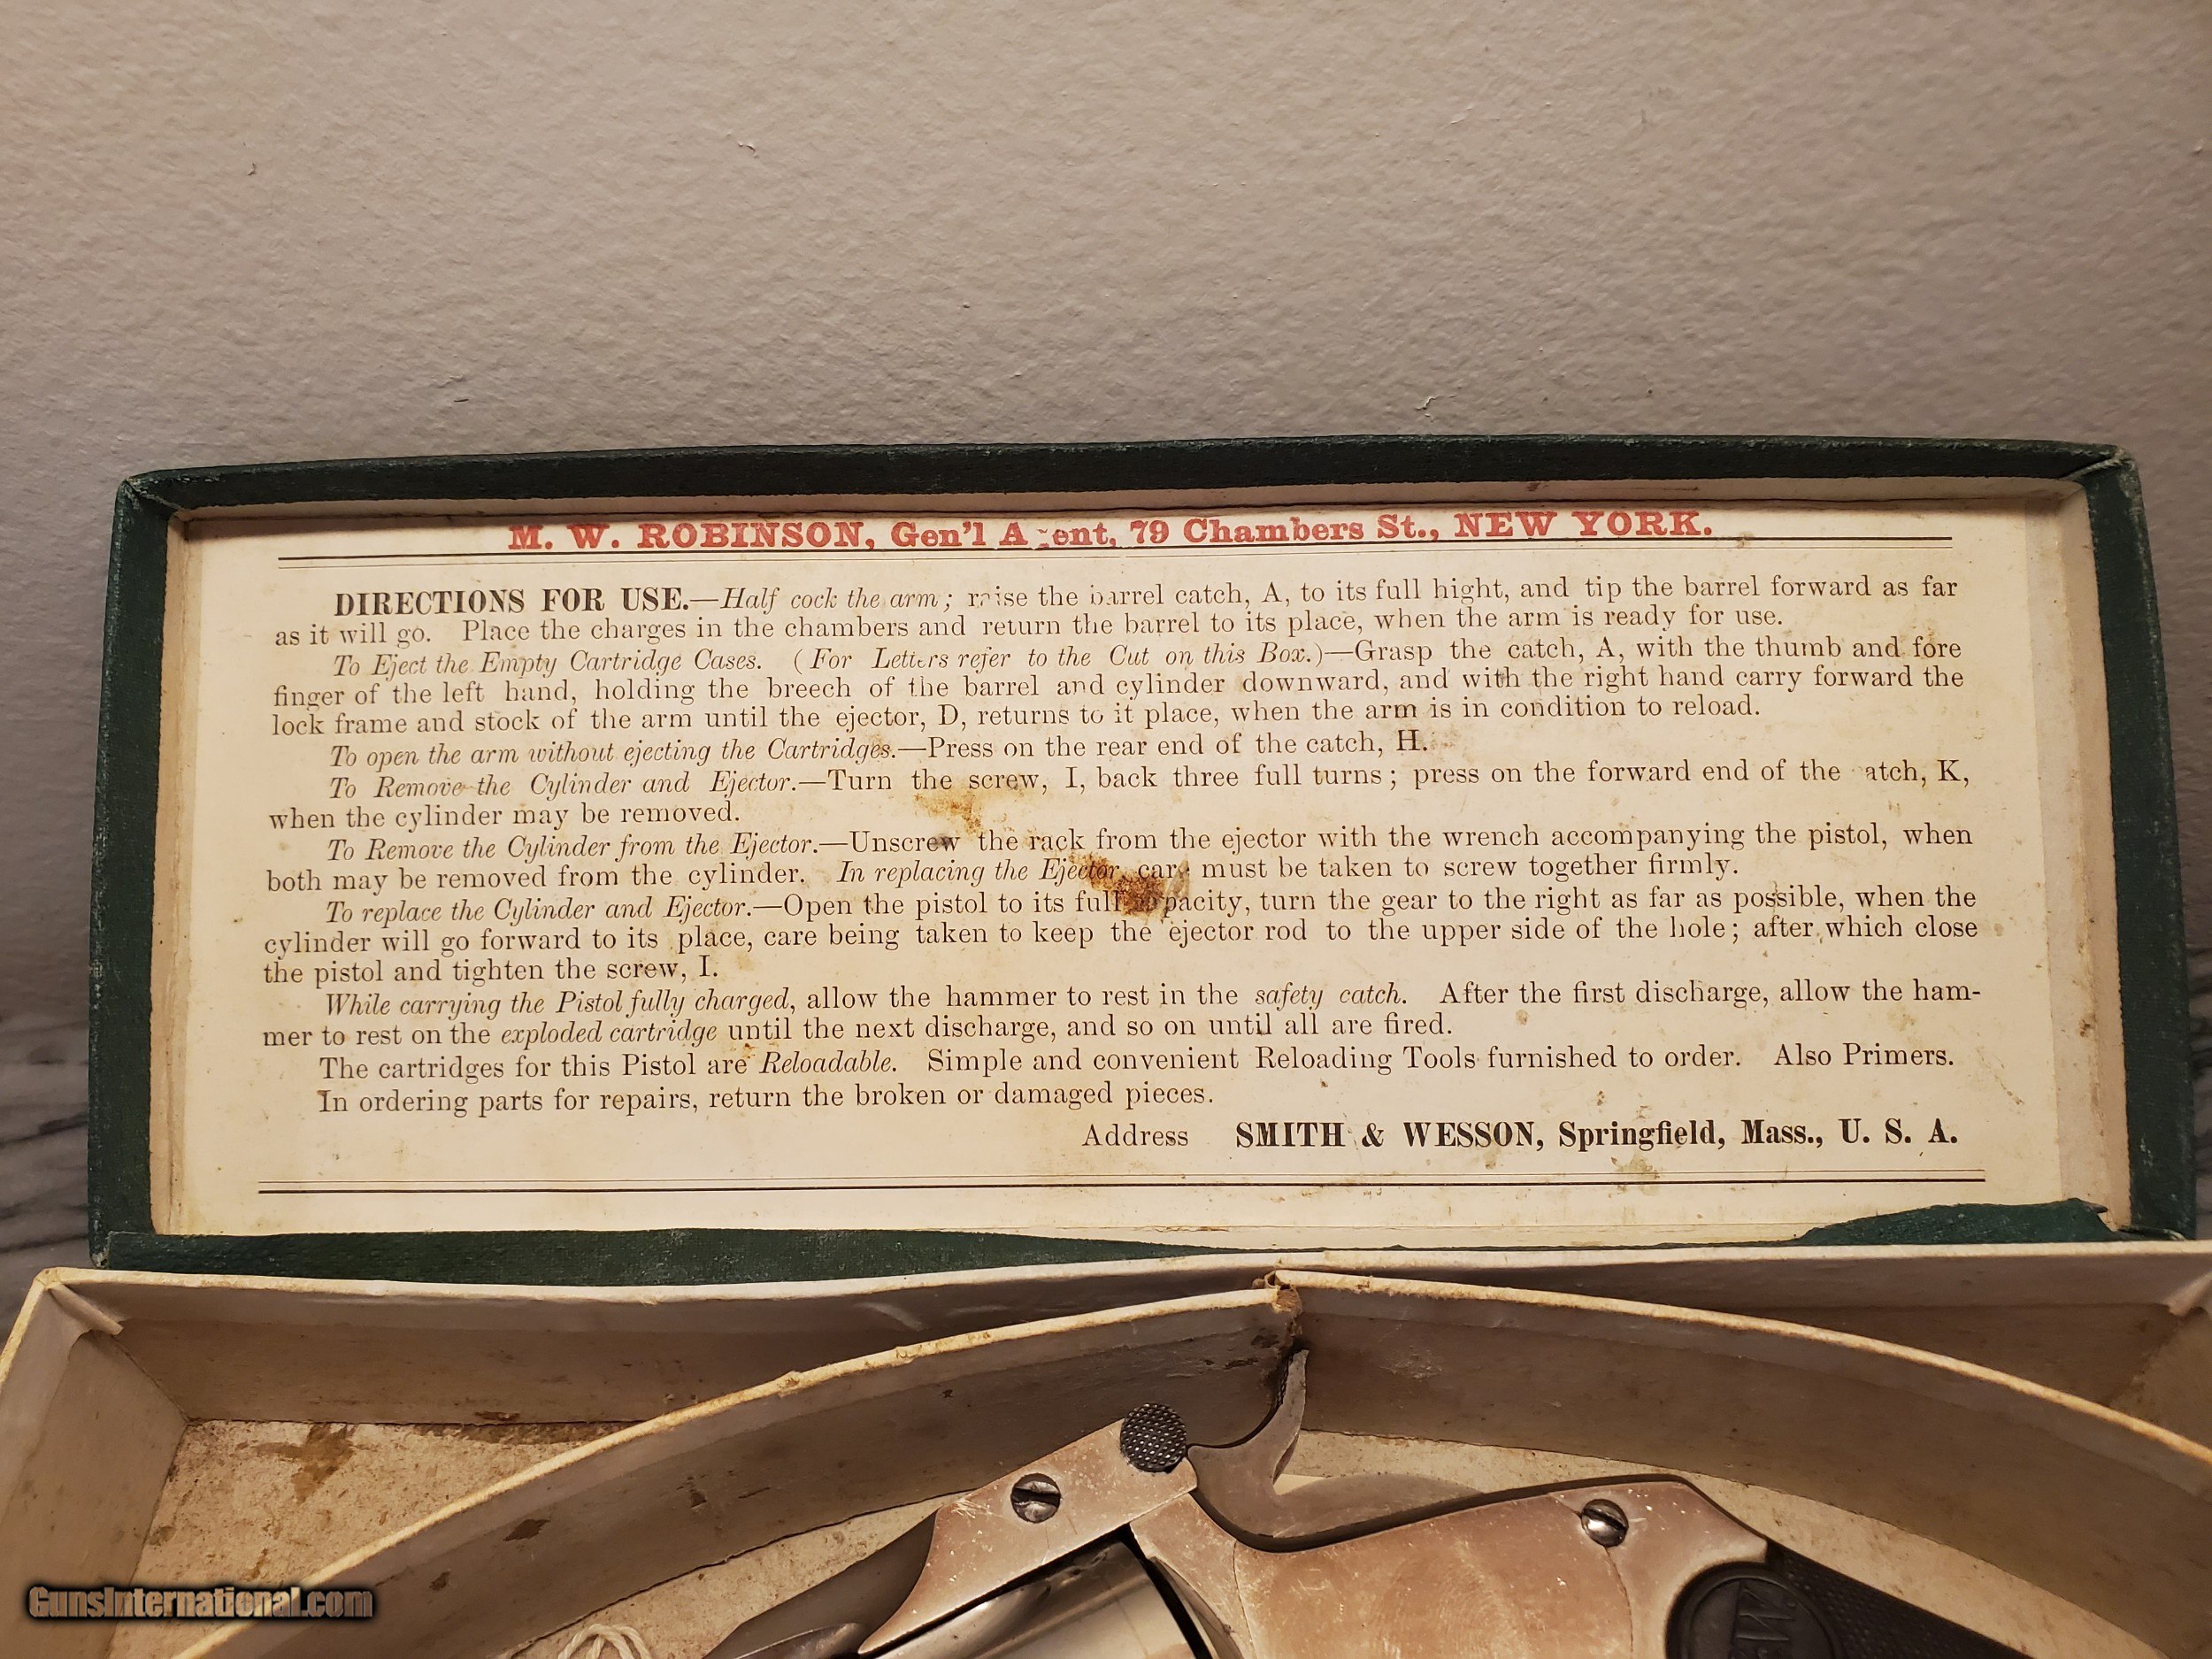 M. W. ROBINSON, Gen'l Agent, 79 Chambers St., NEW YORK.
DIRECTIONS FOR USE.—Half cock the arm; raise the barrel catch, A, to its full hight, and tip the barrel forward as far
as it will go. Place the charges in the chambers and return the barrel to its place, when the arm is ready for use.
To Eject the Empty Cartridge Cases. (For Letters refer to the Cut on this Box.)—Grasp the catch, A, with the thumb and fore
finger of the left hand, holding the breech of the barrel and cylinder downward, and with the right hand carry forward the
lock frame and stock of the arm until the ejector, D, returns to it place, when the arm is in condition to reload.
To open the arm without ejecting the Cartridges.—Press on the rear end of the catch, H.
To Remove the Cylinder and Ejector.—Turn the screw, I, back three full turns; press on the forward end of the catch, K,
when the cylinder may be removed.
To Remove the Cylinder from the Ejector.—Unscrew the rack from the ejector with the wrench accompanying the pistol, when
both may be removed from the cylinder. In replacing the Ejector, care must be taken to screw together firmly.
To replace the Cylinder and Ejector.—Open the pistol to its full capacity, turn the gear to the right as far as possible, when the
cylinder will go forward to its place, care being taken to keep the ejector rod to the upper side of the hole; after which close
the pistol and tighten the screw, I.
While carrying the Pistol fully charged, allow the hammer to rest in the safety catch. After the first discharge, allow the ham-
mer to rest on the exploded cartridge until the next discharge, and so on until all are fired.
The cartridges for this Pistol are Reloadable. Simple and convenient Reloading Tools furnished to order. Also Primers.
In ordering parts for repairs, return the broken or damaged pieces.
Address SMITH & WESSON, Springfield, Mass., U. S. A.
GunsInternational.com